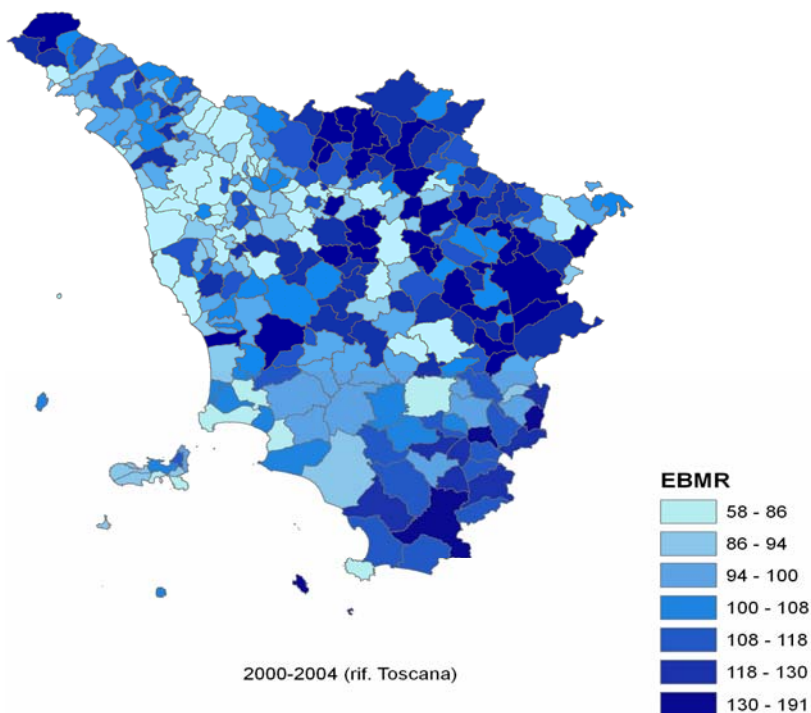 EBMR
58 - 86
86 - 94
94 - 100
100 - 108
108 - 118
118 - 130
130 - 191
2000-2004 (rif. Toscana)